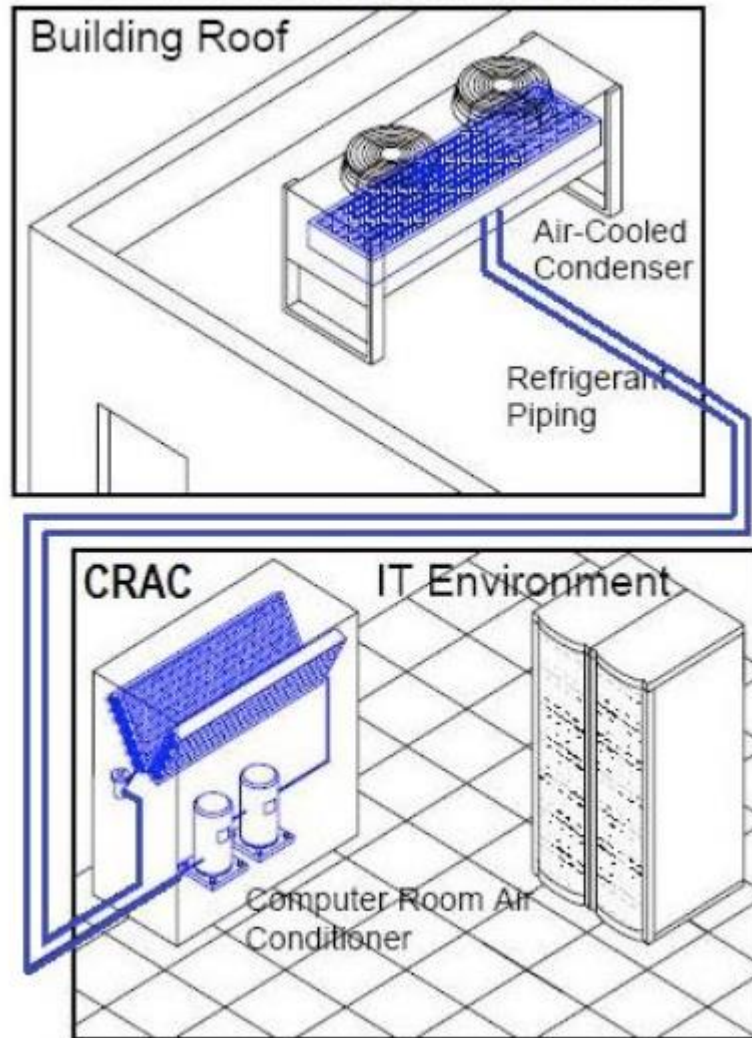 Building Roof
Air-Cooled
Condenser
Refrigerant
Piping
CRAC
IT Environment
Computer Room Air
Conditioner